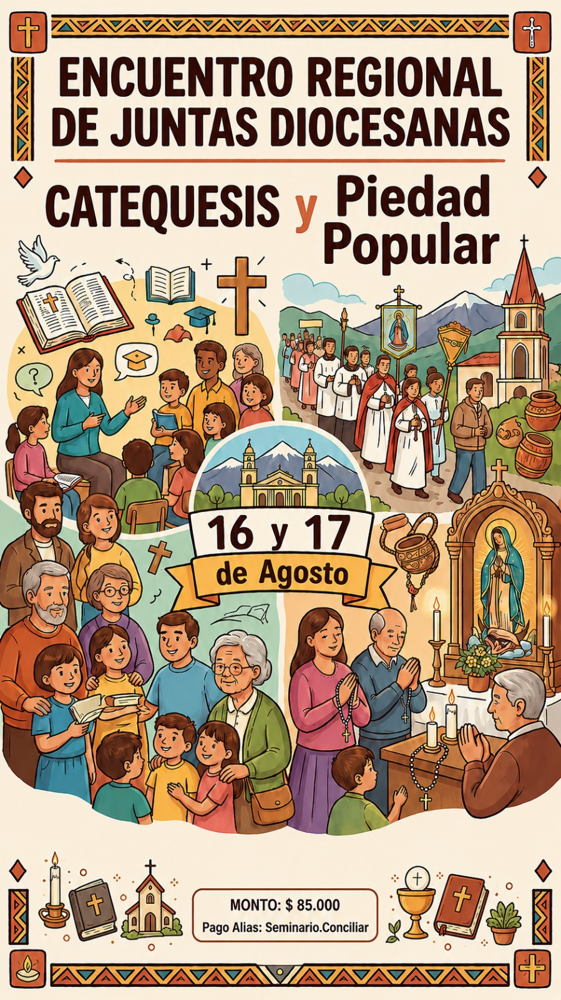 ENCUENTRO REGIONAL
DE JUNTAS DIOCESANAS
CATEQUESIS y Piedad
Popular
?
16 y 17
de Agosto
MONTO: $ 85.000
Pago Alias: Seminario.Conciliar